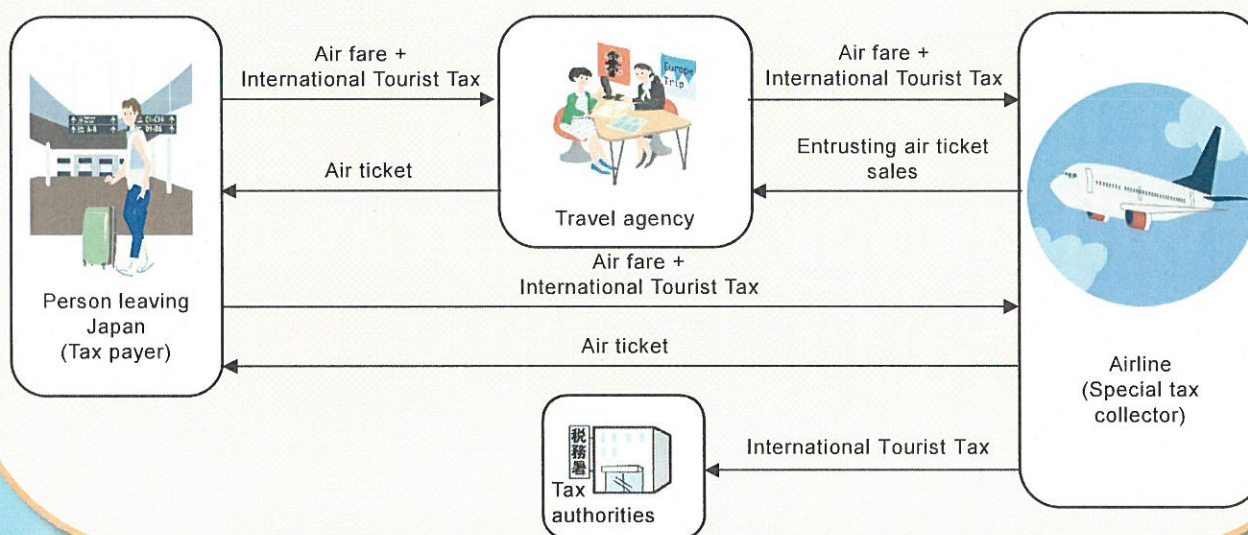 Air fare +
International Tourist Tax
Air fare +
International Tourist Tax
Europe
Trip
Air ticket
Entrusting air ticket
sales
Travel agency
Air fare +
International Tourist Tax
Person leaving
Japan
(Tax payer)
Air ticket
Airline
(Special tax
collector)
税務署
International Tourist Tax
Tax
authorities